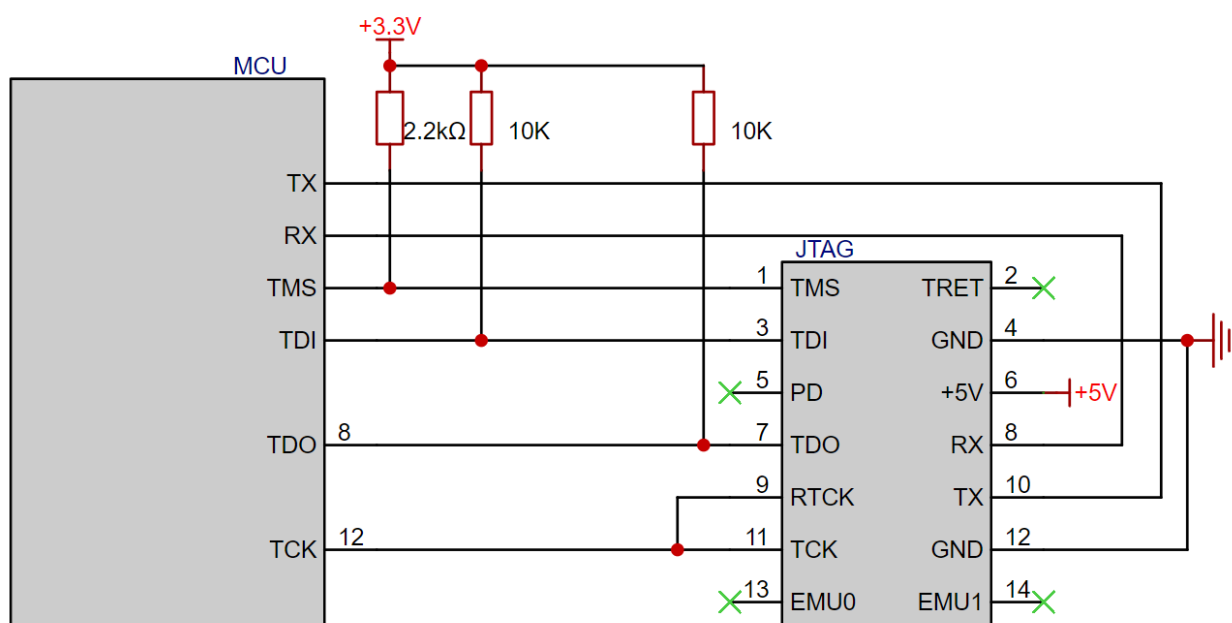 +3.3V
MCU
2.2kΩ 10K 10K
TX
RX
JTAG
TMS 1 TMS TRET 2
TDI 3 TDI GND 4
5 PD +5V 6 +5V
TDO 8 7 TDO RX 8
9 RTCK TX 10
TCK 12 11 TCK GND 12
13 EMU0 EMU1 14